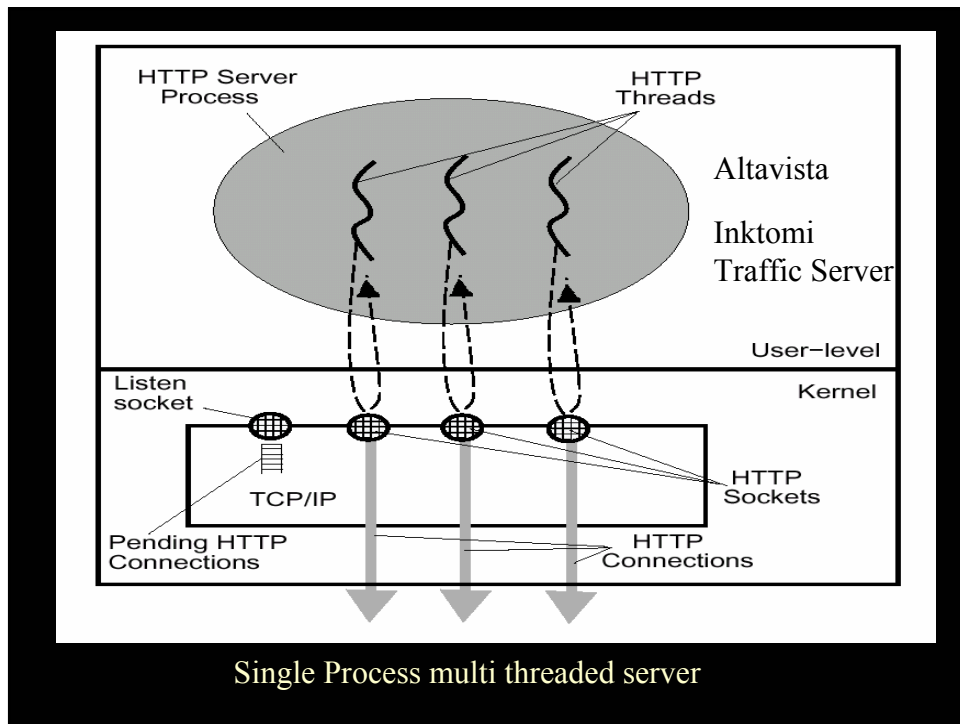 HTTP Server
Process
HTTP
Threads
Altavista
Inktomi
Traffic Server
User-level
Kernel
Listen
socket
TCP/IP
HTTP
Sockets
Pending HTTP
Connections
HTTP
Connections
Single Process multi threaded server